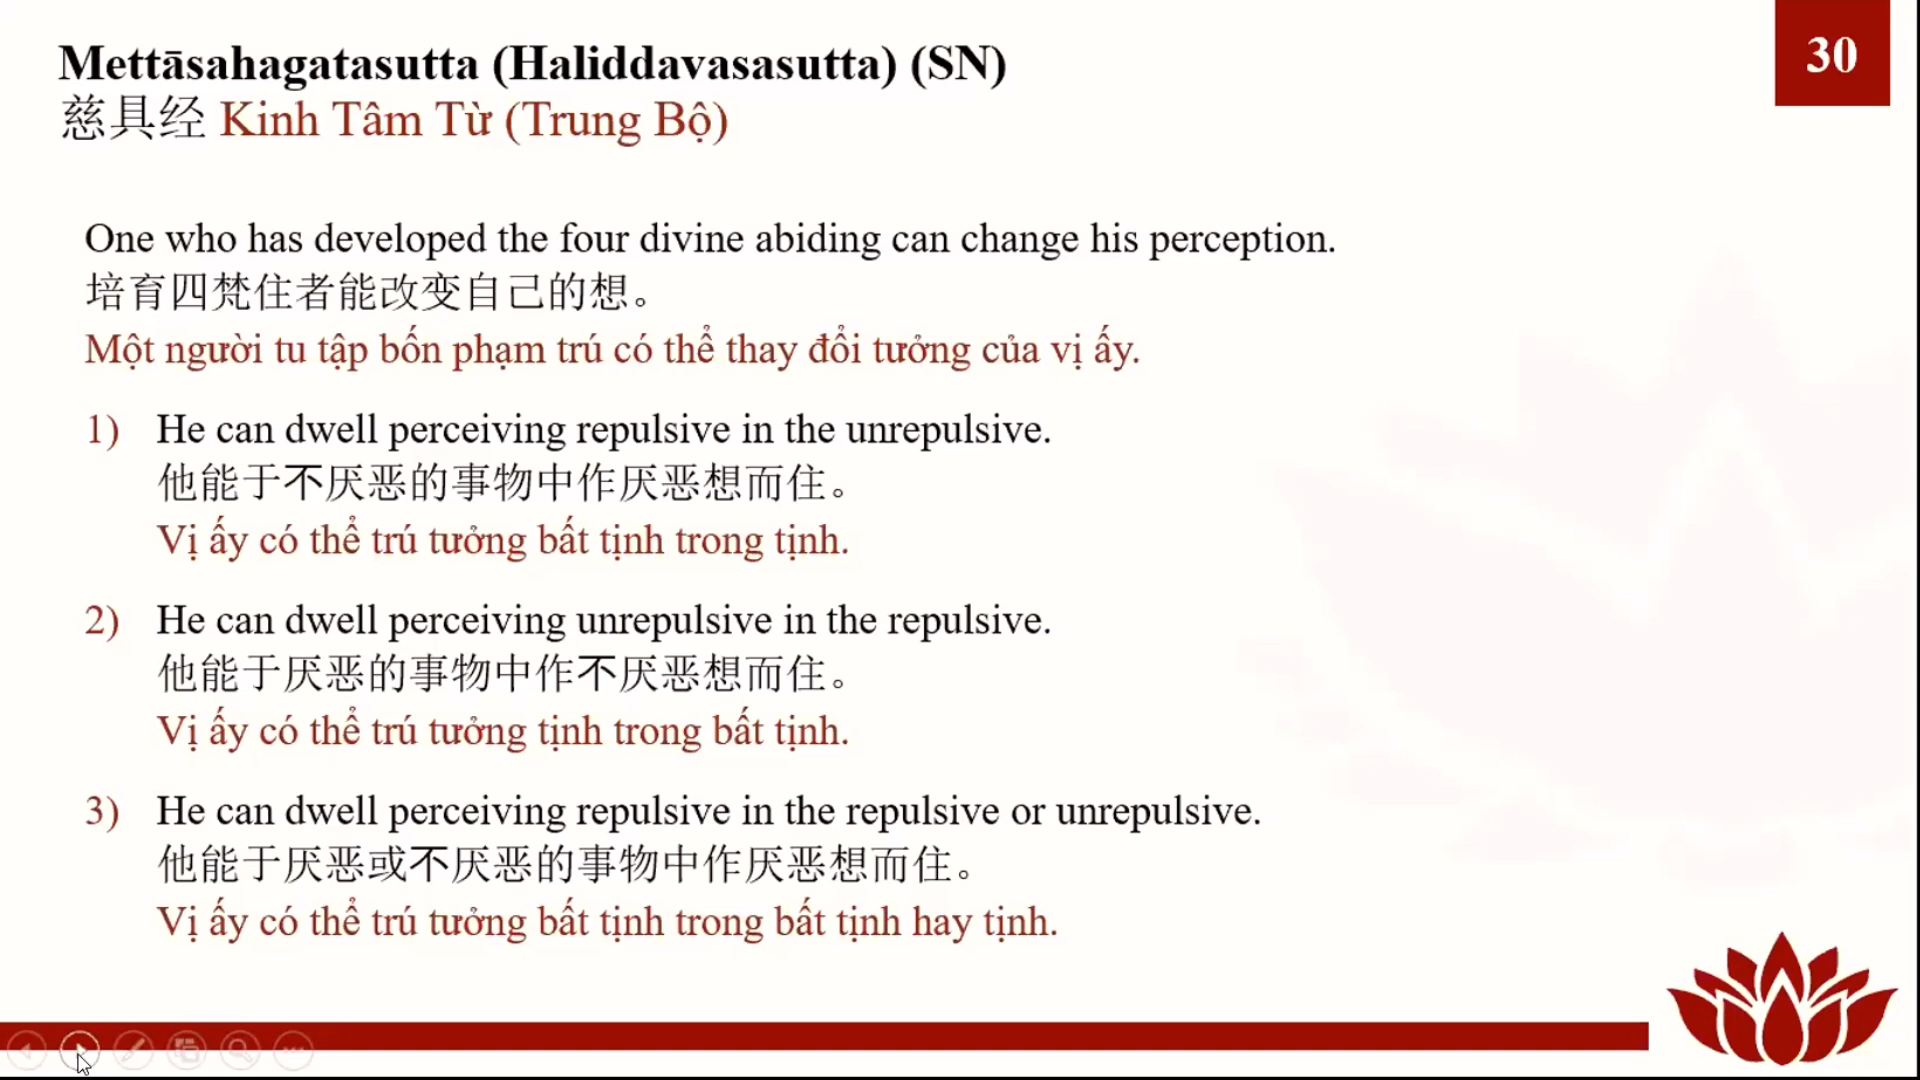 Mettāsahagatasutta (Haliddavasasutta) (SN)
30
慈具经 Kinh Tâm Từ (Trung Bộ)
One who has developed the four divine abiding can change his perception.
培育四梵住者能改变自己的想。
Một người tu tập bốn phạm trú có thể thay đổi tưởng của vị ấy.
1) He can dwell perceiving repulsive in the unrepulsive.
他能于不厌恶的事物中作厌恶想而住。
Vị ấy có thể trú tưởng bất tịnh trong tịnh.
2) He can dwell perceiving unrepulsive in the repulsive.
他能于厌恶的事物中作不厌恶想而住。
Vị ấy có thể trú tưởng tịnh trong bất tịnh.
3) He can dwell perceiving repulsive in the repulsive or unrepulsive.
他能于厌恶或不厌恶的事物中作厌恶想而住。
Vị ấy có thể trú tưởng bất tịnh trong bất tịnh hay tịnh.